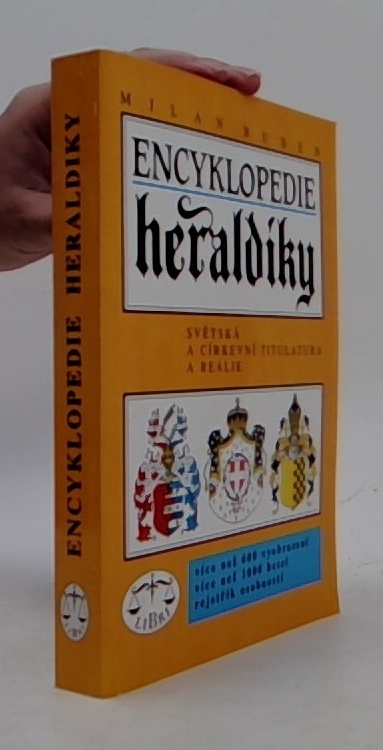 MILAN BUBEN
ENCYKLOPEDIE
heraldiky
SVĚTSKÁ
A CÍRKEVNÍ TITULATURA
A REÁLIE
více než 600 vyobrazení
více než 1000 hesel
rejstřík osobností
LIBRI
ENCYKLOPEDIE HERALDIKY